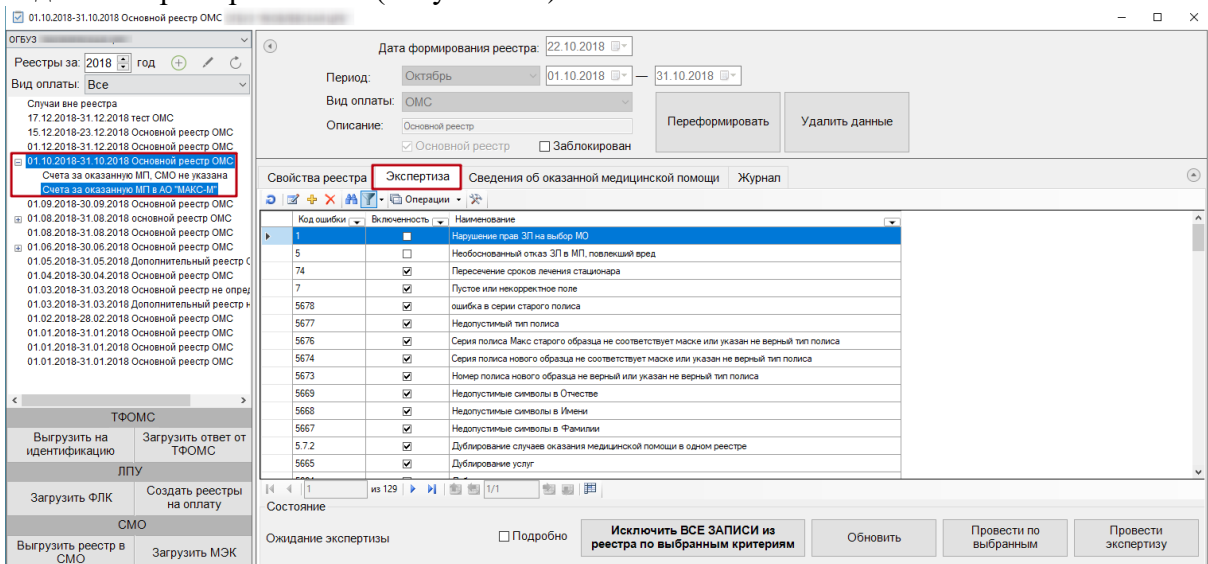 01.10.2018-31.10.2018 Основной реестр ОМС
ОГБУЗ
Реестры за: 2018 год
Вид оплаты: Все
Случаи вне реестра
17.12.2018-31.12.2018 тест ОМС
15.12.2018-23.12.2018 Основной реестр ОМС
01.12.2018-31.12.2018 Основной реестр ОМС
01.10.2018-31.10.2018 Основной реестр ОМС
Счета за оказанную МП, СМО не указана
Счета за оказанную МП в АО "МАКС-М"
01.09.2018-30.09.2018 Основной реестр ОМС
01.08.2018-31.08.2018 основной реестр ОМС
01.08.2018-31.08.2018 Основной реестр ОМС
01.06.2018-30.06.2018 Основной реестр ОМС
01.05.2018-31.05.2018 Дополнительный реестр
01.04.2018-30.04.2018 Основной реестр ОМС
01.03.2018-31.03.2018 Основной реестр не опред
01.03.2018-31.03.2018 Дополнительный реестр н
01.02.2018-28.02.2018 Основной реестр ОМС
01.01.2018-31.01.2018 Основной реестр ОМС
01.01.2018-31.01.2018 Основной реестр ОМС
01.01.2018-31.01.2018 Основной реестр ОМС
ТФОМС
Выгрузить на идентификацию
Загрузить ответ от ТФОМС
ЛПУ
Загрузить ФЛК
Создать реестры на оплату
СМО
Выгрузить реестр в СМО
Загрузить МЭК
Дата формирования реестра: 22.10.2018
Период: Октябрь 01.10.2018 — 31.10.2018
Вид оплаты: ОМС
Описание: Основной реестр
Основной реестр Заблокирован
Переформировать Удалить данные
Свойства реестра Экспертиза Сведения об оказанной медицинской помощи Журнал
Операции
Код ошибки Включенность Наименование
1 Нарушение прав ЗЛ на выбор МО
5 Необоснованный отказ ЗЛ в МП, повлекший вред
74 Пересечение сроков лечения стационара
7 Пустое или некорректное поле
5678 ошибка в серии старого полиса
5677 Недопустимый тип полиса
5676 Серия полиса Макс старого образца не соответствует маске или указан не верный тип полиса
5674 Серия полиса нового образца не соответствует маске или указан не верный тип полиса
5673 Номер полиса нового образца не верный или указан не верный тип полиса
5669 Недопустимые символы в Отчестве
5668 Недопустимые символы в Имени
5667 Недопустимые символы в Фамилии
5.7.2 Дублирование случаев оказания медицинской помощи в одном реестре
5665 Дублирование услуг
1 из 129 1/1
Состояние
Ожидание экспертизы Подробно
Исключить ВСЕ ЗАПИСИ из реестра по выбранным критериям
Обновить
Провести по выбранным
Провести экспертизу